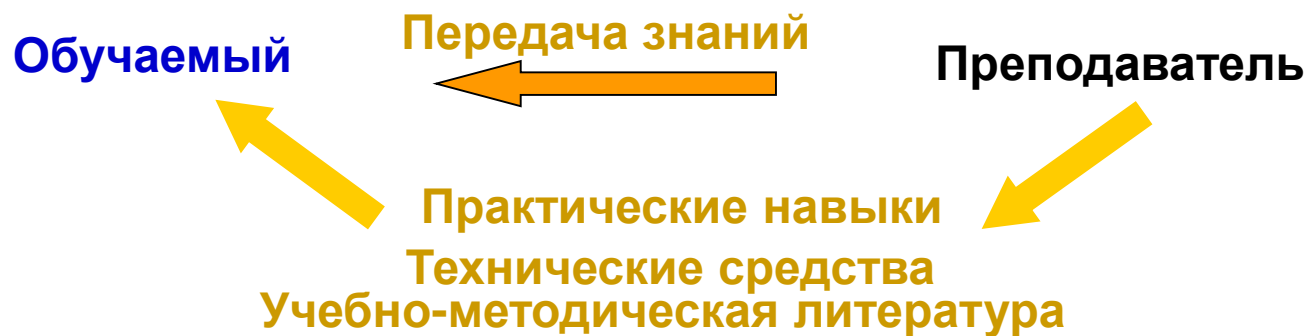 Передача знаний
Обучаемый
Преподаватель
Практические навыки
Технические средства
Учебно-методическая литература